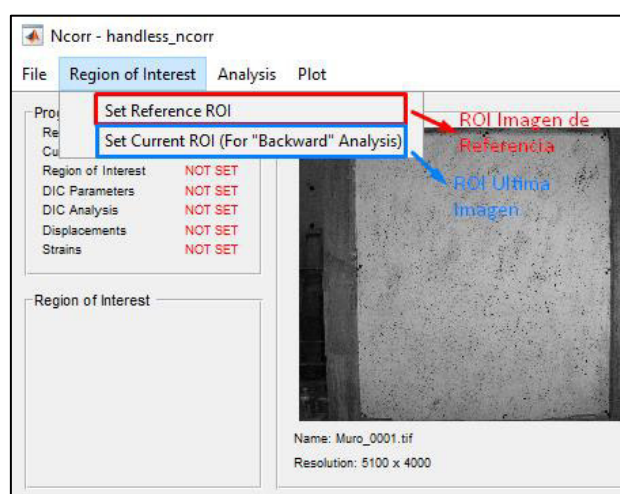 Ncorr - handless_ncorr
File Region of Interest Analysis Plot
Set Reference ROI
Set Current ROI (For "Backward" Analysis)
ROI Imagen de
Referencia
ROI Ultima
Imagen
Region of Interest NOT SET
DIC Parameters NOT SET
DIC Analysis NOT SET
Displacements NOT SET
Strains NOT SET
Region of Interest
Name: Muro_0001.tif
Resolution: 5100 x 4000